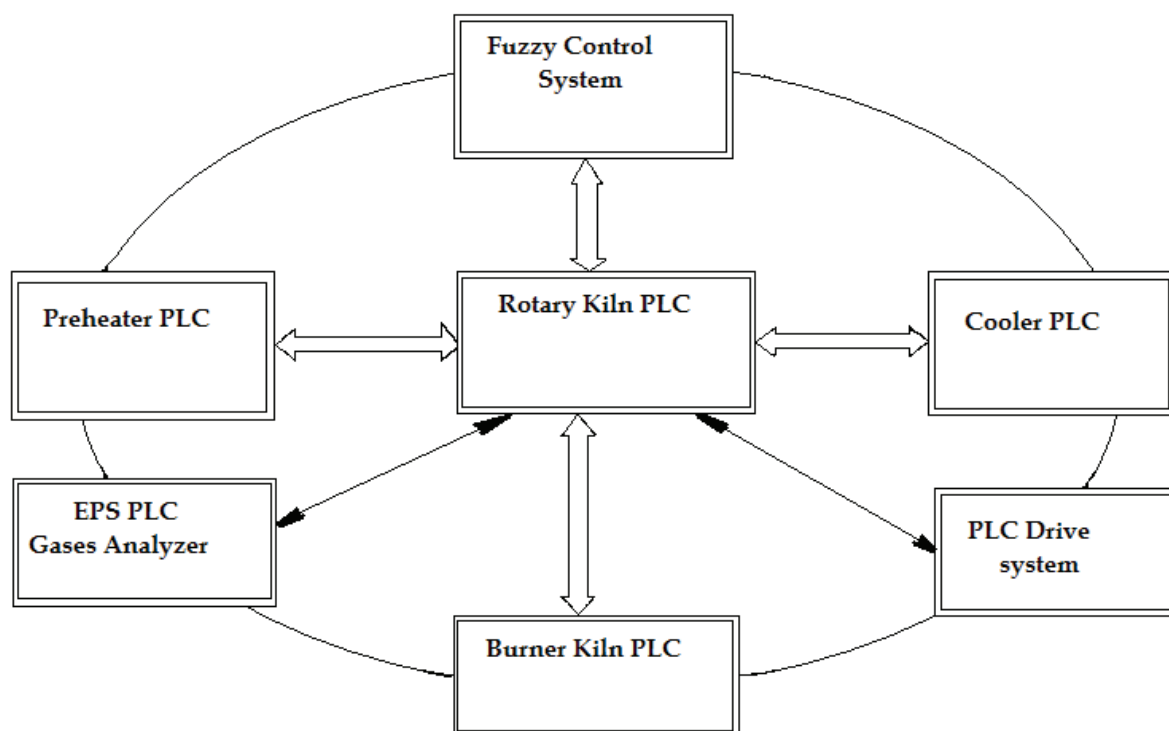 Fuzzy Control
System
Preheater PLC
Rotary Kiln PLC
Cooler PLC
EPS PLC
Gases Analyzer
PLC Drive
system
Burner Kiln PLC